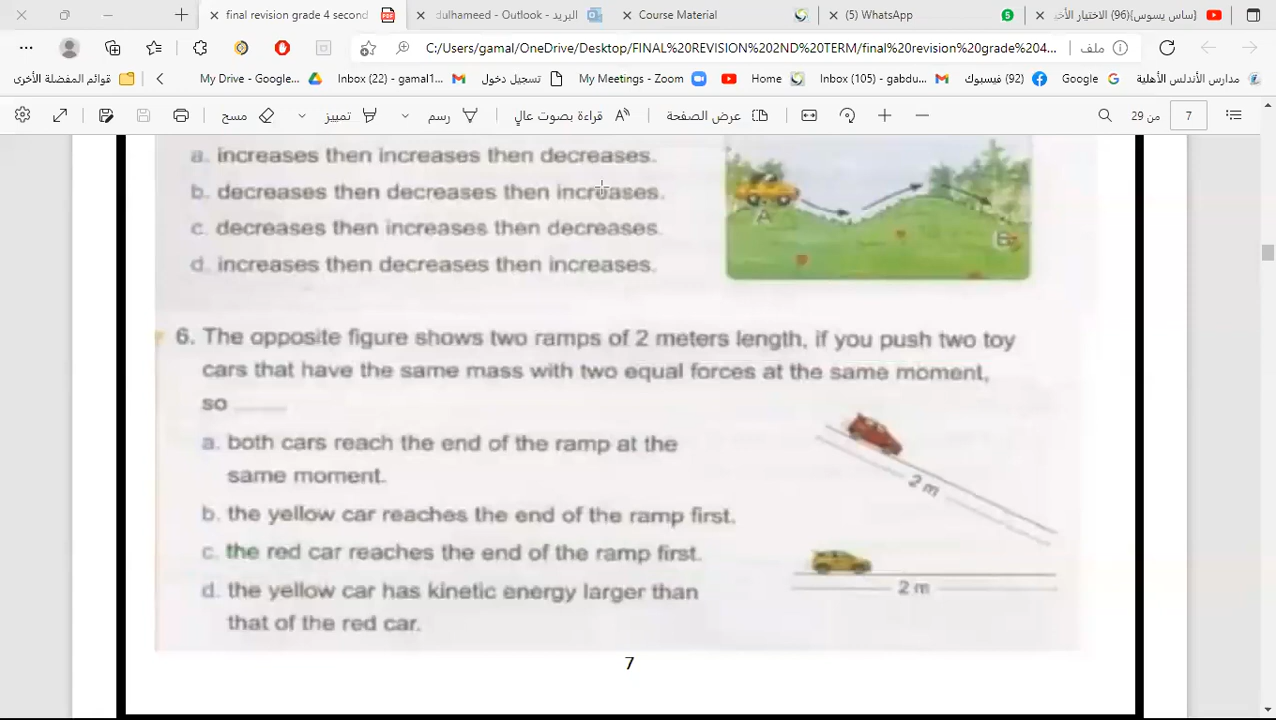 final revision grade 4 second
dulhameed - Outlook - البريد
Course Material
(5) WhatsApp
5
(96) الاختيار الأخ{ساس يسوس}
C:/Users/gamal/OneDrive/Desktop/FINAL%20REVISION%202ND%20TERM/final%20revision%20grade%204...
ملف
قوائم المفضلة الأخرى
My Drive - Google...
Inbox (22) - gamal1...
تسجيل دخول
My Meetings - Zoom
Home
Inbox (105) - gabdu...
(92) فيسبوك
Google
مدارس الأندلس الأهلية
مسح
تمييز
رسم
قراءة بصوت عالٍ
عرض الصفحة
من 29
7
a. increases then increases then decreases.
b. decreases then decreases then increases.
c. decreases then increases then decreases.
d. increases then decreases then increases.
A
B
6. The opposite figure shows two ramps of 2 meters length, if you push two toy
cars that have the same mass with two equal forces at the same moment,
so ____
a. both cars reach the end of the ramp at the
same moment.
b. the yellow car reaches the end of the ramp first.
c. the red car reaches the end of the ramp first.
d. the yellow car has kinetic energy larger than
that of the red car.
2 m
2 m
7